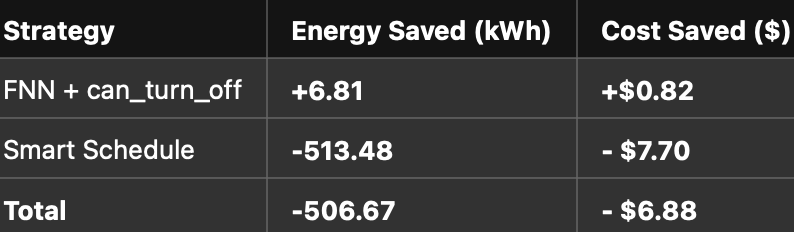 Strategy Energy Saved (kWh) Cost Saved ($)
FNN + can_turn_off +6.81 +$0.82
Smart Schedule -513.48 - $7.70
Total -506.67 - $6.88